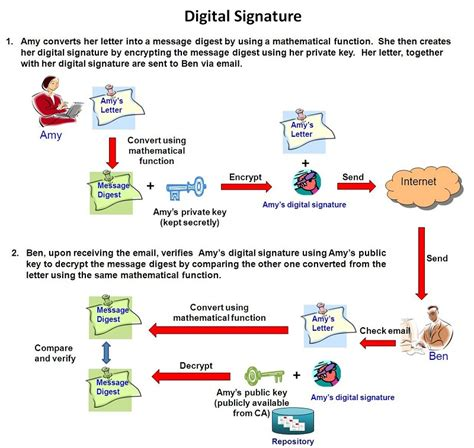 Digital Signature
1. Amy converts her letter into a message digest by using a mathematical function. She then creates
her digital signature by encrypting the message digest using her private key. Her letter, together
with her digital signature are sent to Ben via email.
Amy's
Letter
Amy
Convert using
mathematical
function
Amy's
Letter
+
Message
Digest
+
Encrypt
Send
Internet
Amy's private key
(kept secretly)
Amy's digital signature
2. Ben, upon receiving the email, verifies Amy's digital signature using Amy's public
key to decrypt the message digest by comparing the other one converted from the
letter using the same mathematical function.
Send
Message
Digest
Convert using
mathematical function
Amy's
Letter
Check email
Ben
Compare
and verify
Decrypt
+
Message
Digest
Amy's public key
(publicly available
from CA)
Amy's digital signature
Repository